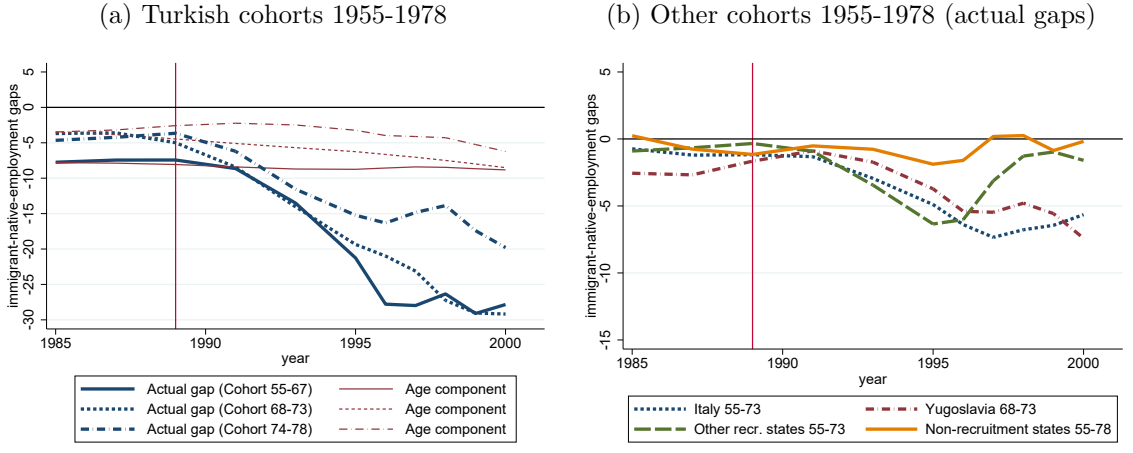 (a) Turkish cohorts 1955-1978
immigrant-native-employment gaps
5
0
-5
-10
-15
-20
-25
-30
1985 1990 1995 2000
year
Actual gap (Cohort 55-67) Age component
Actual gap (Cohort 68-73) Age component
Actual gap (Cohort 74-78) Age component
(b) Other cohorts 1955-1978 (actual gaps)
immigrant-native-employment gaps
5
0
-5
-10
-15
1985 1990 1995 2000
year
Italy 55-73 Yugoslavia 68-73
Other recr. states 55-73 Non-recruitment states 55-78